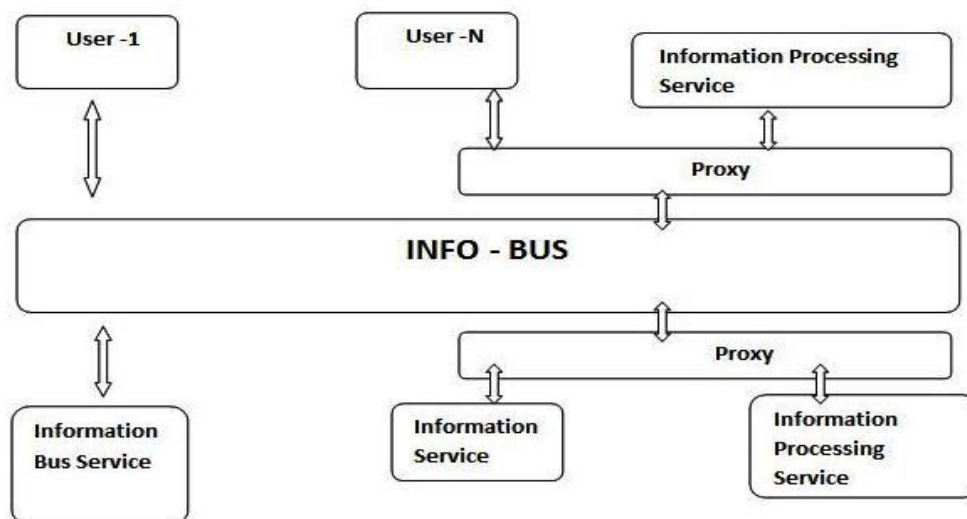 User -1
User -N
Information Processing
Service
Proxy
INFO - BUS
Proxy
Information
Bus Service
Information
Service
Information
Processing
Service